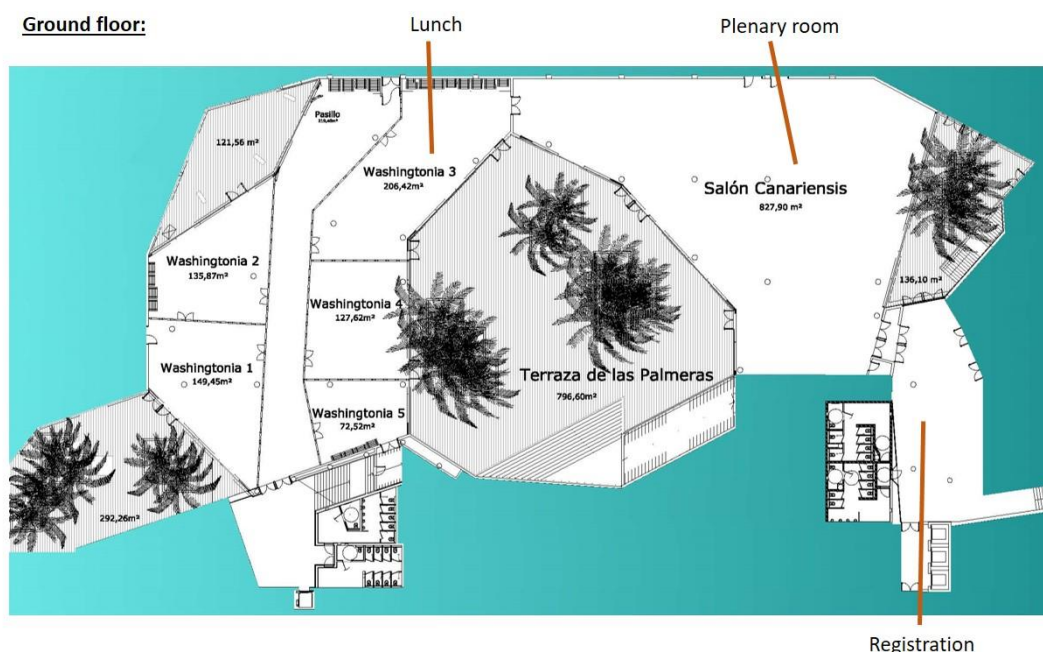 Ground floor:
Lunch
Plenary room
Pasillo
121,56 m²
Washingtonia 3
206,42m²
Salón Canariensis
827,90 m²
Washingtonia 2
135,87m²
136,10 m²
Washingtonia 4
127,62m²
Washingtonia 1
149,45m²
Terraza de las Palmeras
796,60m²
Washingtonia 5
72,52m²
292,26m²
Registration